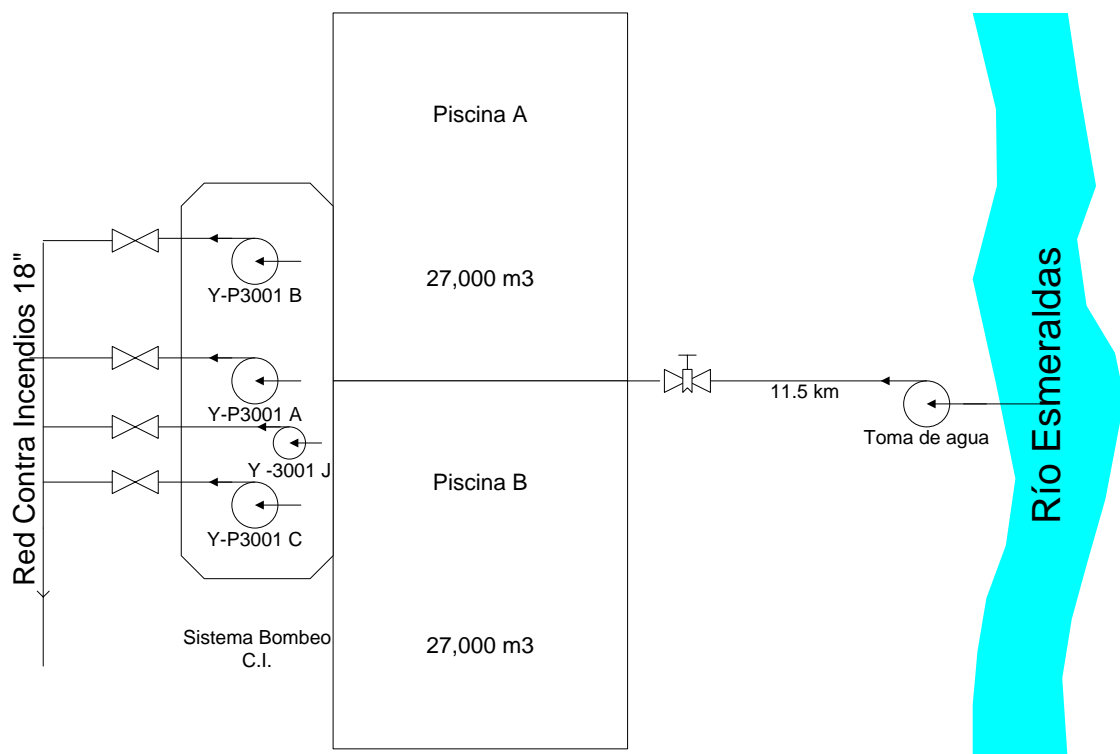 Piscina A
27,000 m3
Red Contra Incendios 18"
Y-P3001 B
Y-P3001 A
Y -3001 J
Y-P3001 C
Sistema Bombeo
C.I.
Piscina B
27,000 m3
11.5 km
Toma de agua
Río Esmeraldas